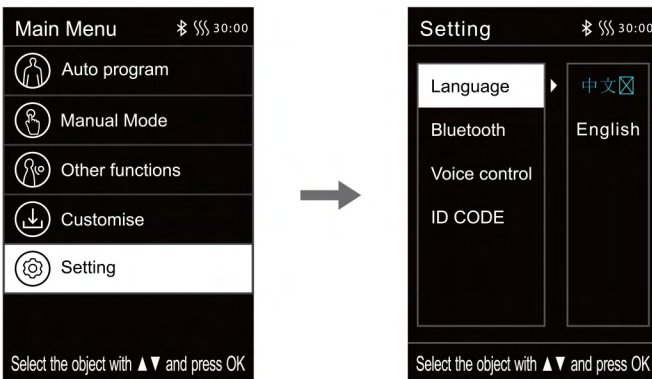 Main Menu 30:00
Auto program
Manual Mode
Other functions
Customise
Setting
Select the object with ▲▼ and press OK
Setting 30:00
Language
Bluetooth
Voice control
ID CODE
中文
English
Select the object with ▲▼ and press OK